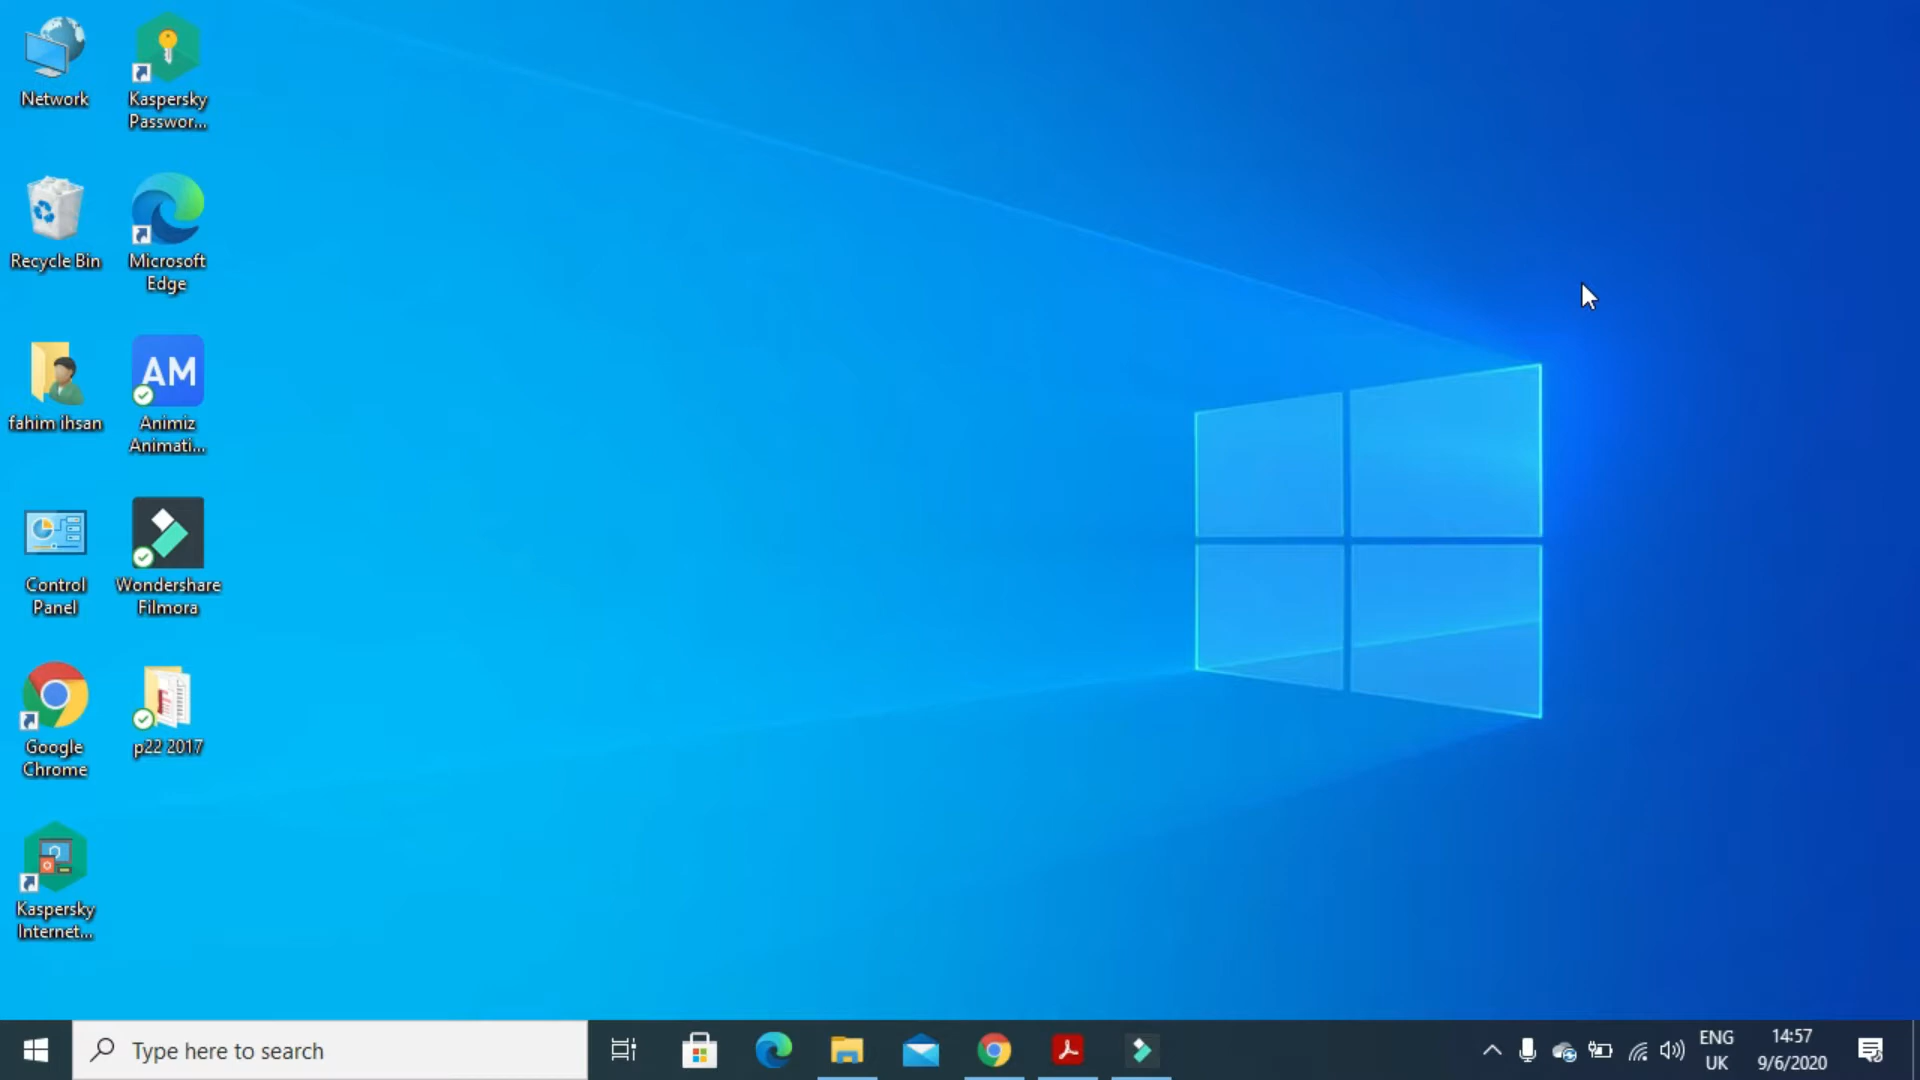 Network
Kaspersky
Passwor...
Recycle Bin
Microsoft
Edge
fahim ihsan
AM
Animiz
Animati...
Control
Panel
Wondershare
Filmora
Google
Chrome
p22 2017
Kaspersky
Internet...
Type here to search
ENG
UK
14:57
9/6/2020